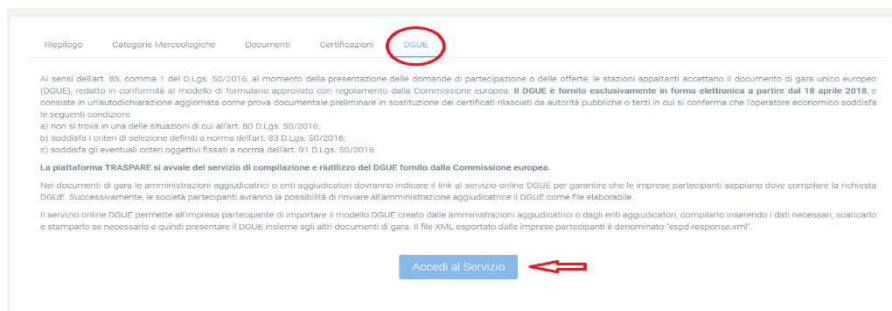 Riepilogo Categorie Merceologiche Documenti Certificazioni DGUE
Ai sensi dell'art. 85, comma 1 del D.Lgs. 50/2016, al momento della presentazione delle domande di partecipazione o delle offerte, le stazioni appaltanti accettano il documento di gara unico europeo
(DGUE), redatto in conformità al modello di formulario approvato con regolamento dalla Commissione europea. Il DGUE è fornito esclusivamente in forma elettronica a partire dal 18 aprile 2018, e
consiste in un'autodichiarazione aggiornata come prova documentale preliminare in sostituzione dei certificati rilasciati da autorità pubbliche o terzi in cui si conferma che l'operatore economico soddisfa
le seguenti condizioni:
a) non si trova in una delle situazioni di cui all'art. 80 D.Lgs. 50/2016;
b) soddisfa i criteri di selezione definiti a norma dell'art. 83 D.Lgs. 50/2016;
c) soddisfa gli eventuali criteri oggettivi fissati a norma dell'art. 91 D.Lgs. 50/2016.
La piattaforma TRASPARE si avvale del servizio di compilazione e riutilizzo del DGUE fornito dalla Commissione europea.
Nei documenti di gara le amministrazioni aggiudicatrici o enti aggiudicatori dovranno indicare il link al servizio online DGUE per garantire che le imprese partecipanti sappiano dove compilare la richiesta
DGUE. Successivamente, le società partecipanti avranno la possibilità di rinviare all'amministrazione aggiudicatrice il DGUE come file elaborabile.
Il servizio online DGUE permette all'impresa partecipante di importare il modello DGUE creato dalle amministrazioni aggiudicatrici o dagli enti aggiudicatori, compilarlo inserendo i dati necessari, scaricarlo
e stamparlo se necessario e quindi presentare il DGUE insieme agli altri documenti di gara. Il file XML esportato dalle imprese partecipanti è denominato "espd-response.xml".
Accedi al Servizio